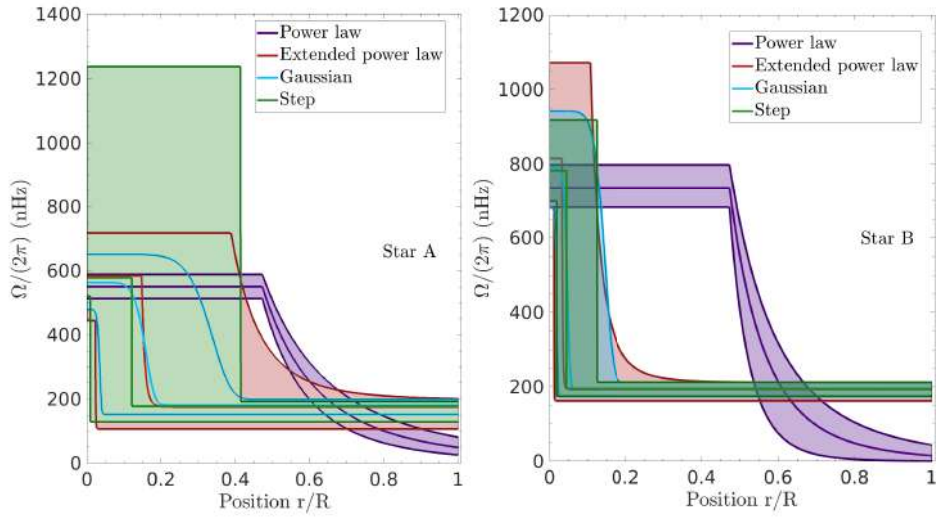 1400
1200
1000
800
600
400
200
0
Ω/(2π) (nHz)
Power law
Extended power law
Gaussian
Step
Star A
0 0.2 0.4 0.6 0.8 1
Position r/R
1200
1000
800
600
400
200
0
Ω/(2π) (nHz)
Power law
Extended power law
Gaussian
Step
Star B
0 0.2 0.4 0.6 0.8 1
Position r/R